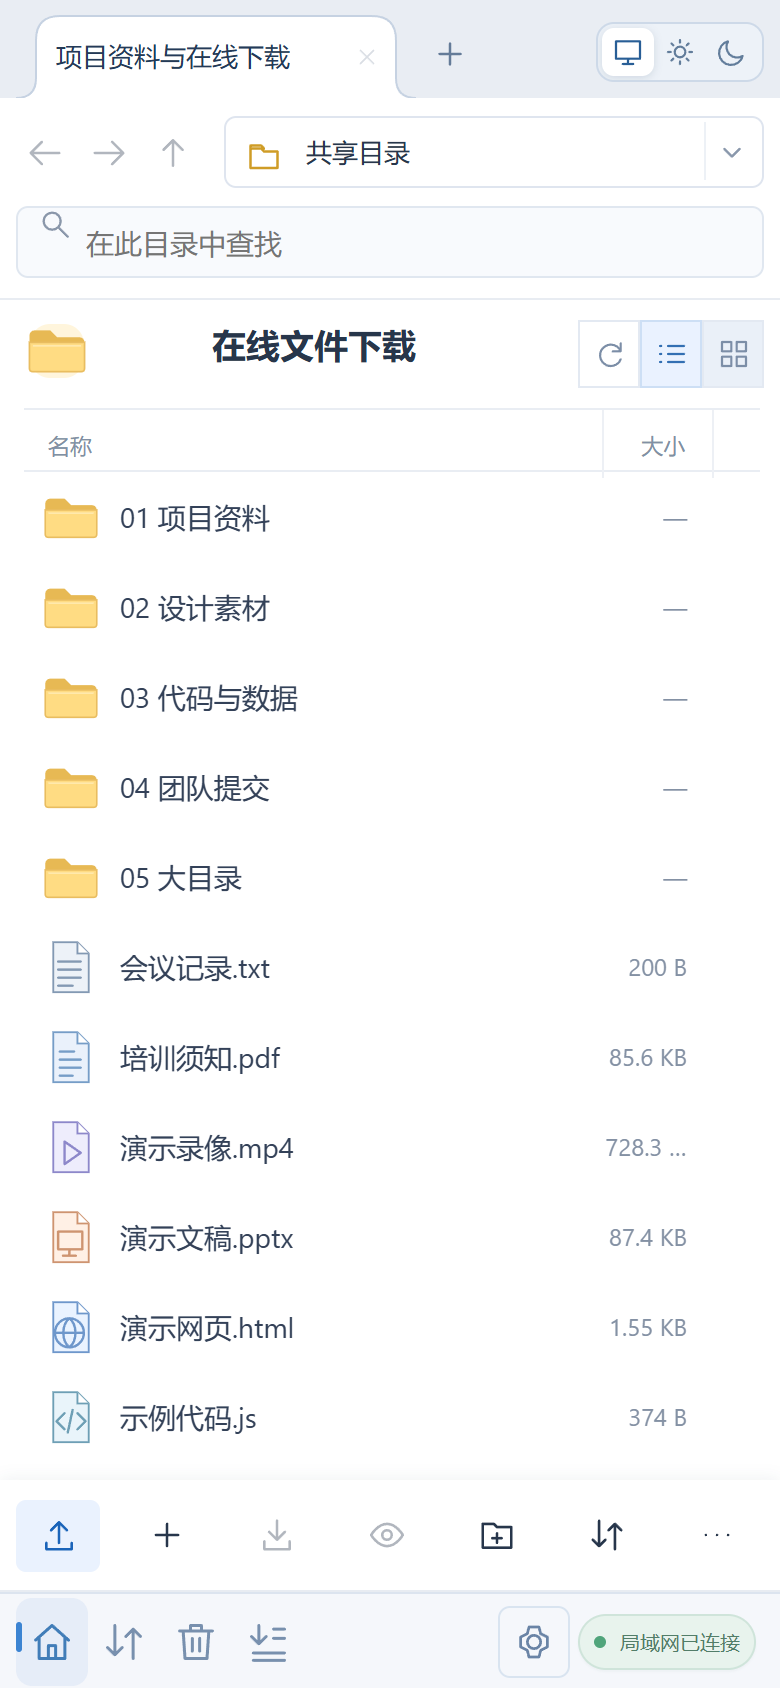 项目资料与在线下载
共享目录
在此目录中查找
在线文件下载
名称 大小
01 项目资料 —
02 设计素材 —
03 代码与数据 —
04 团队提交 —
05 大目录 —
会议记录.txt 200 B
培训须知.pdf 85.6 KB
演示录像.mp4 728.3 ...
演示文稿.pptx 87.4 KB
演示网页.html 1.55 KB
示例代码.js 374 B
局域网已连接